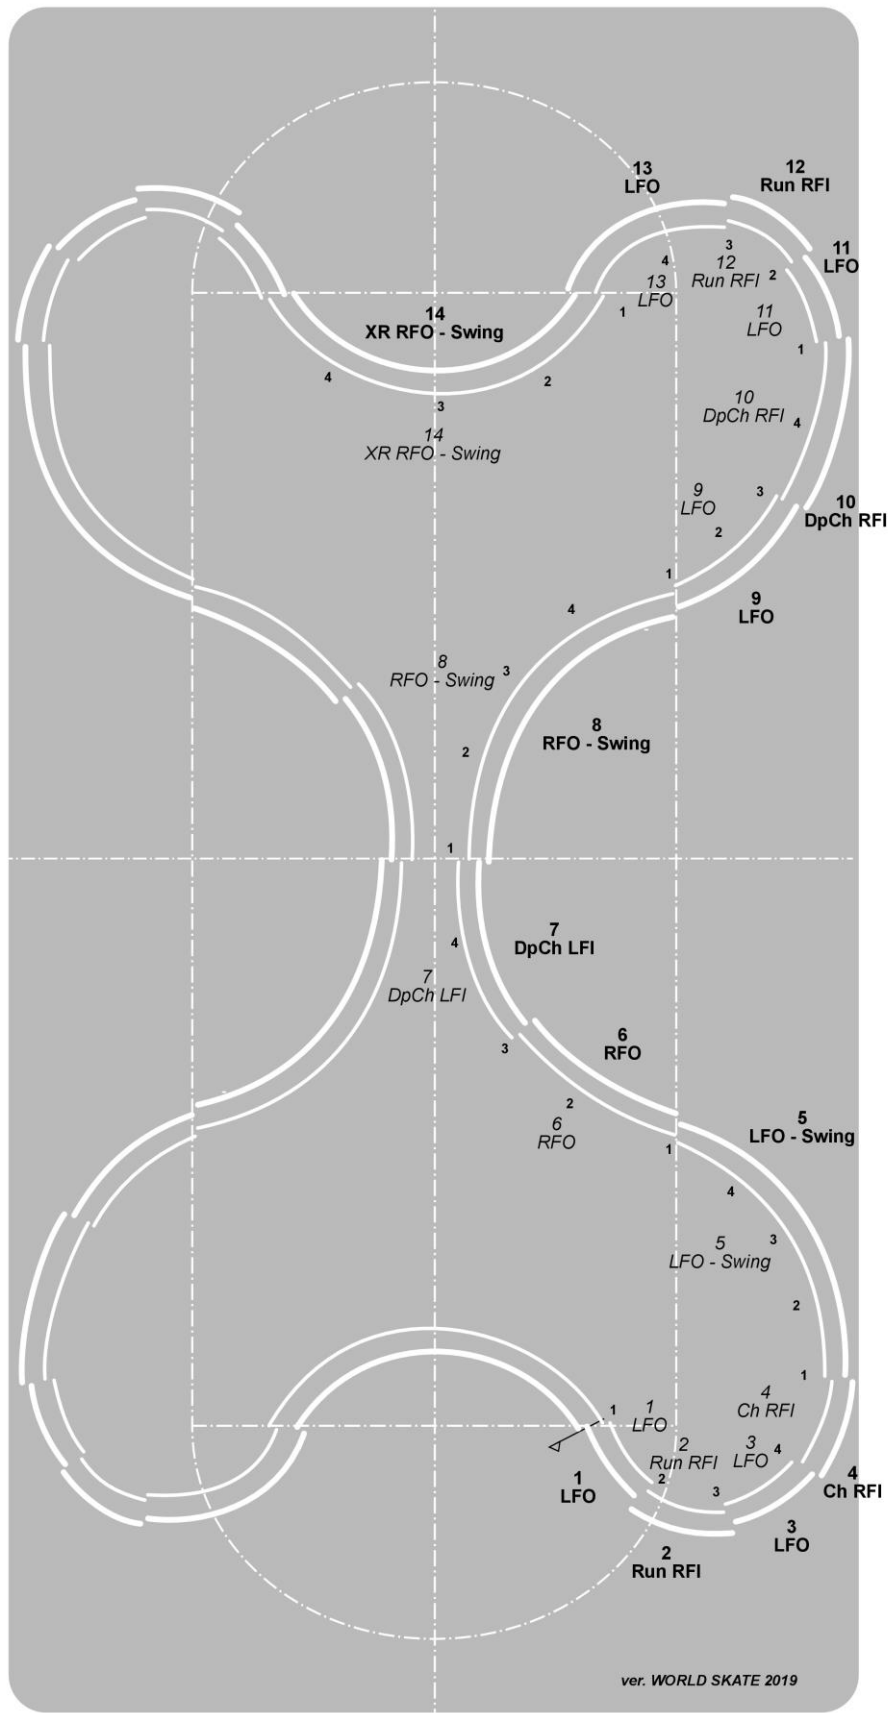 13
LFO
12
Run RFI
11
LFO
4
13
LFO
3
12
Run RFI
2
11
LFO
1
1
14
XR RFO - Swing
4
3
2
14
XR RFO - Swing
10
DpCh RFI
4
10
DpCh RFI
9
LFO
3
2
1
9
LFO
4
8
RFO - Swing
3
2
1
8
RFO - Swing
7
DpCh LFI
4
7
DpCh LFI
3
6
RFO
2
6
RFO
1
5
LFO - Swing
4
5
LFO - Swing
3
2
1
4
Ch RFI
1
1
LFO
2
Run RFI
3
LFO
4
2
3
1
LFO
4
Ch RFI
3
LFO
2
Run RFI
ver. WORLD SKATE 2019